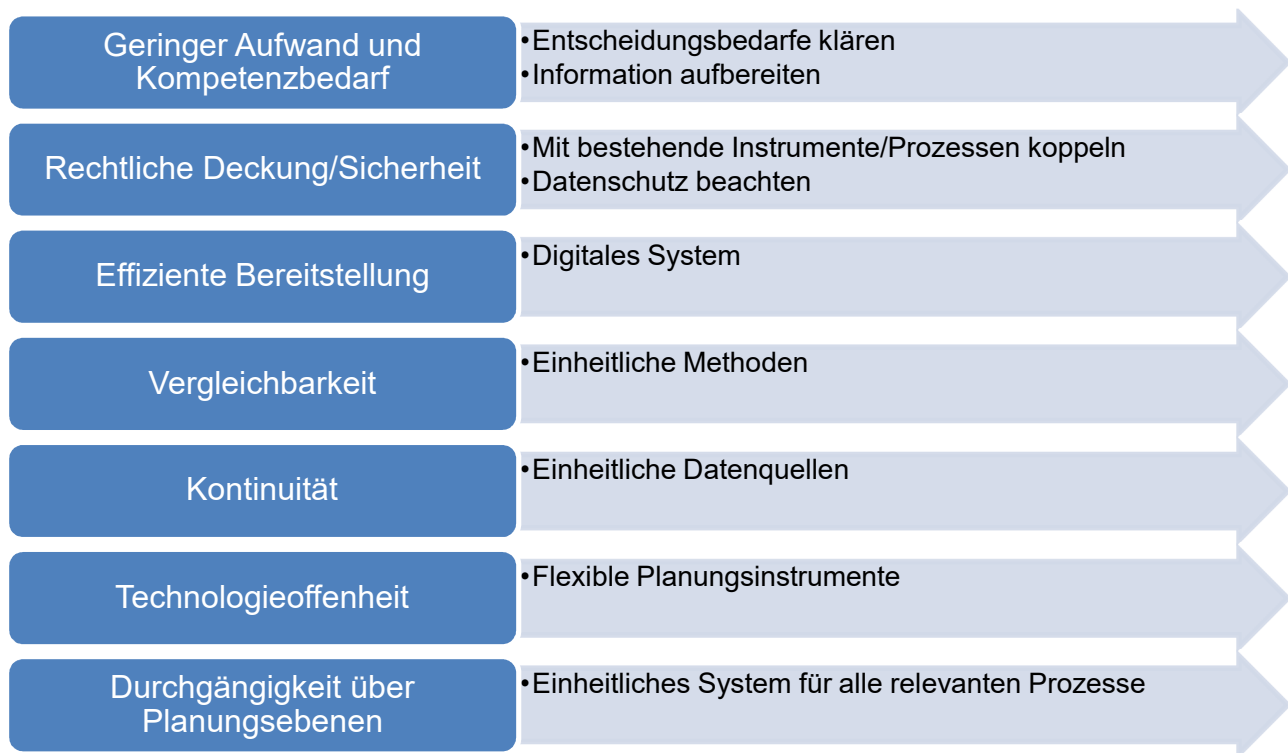 Geringer Aufwand und
Kompetenzbedarf
•Entscheidungsbedarfe klären
•Information aufbereiten
Rechtliche Deckung/Sicherheit
•Mit bestehende Instrumente/Prozessen koppeln
•Datenschutz beachten
Effiziente Bereitstellung
•Digitales System
Vergleichbarkeit
•Einheitliche Methoden
Kontinuität
•Einheitliche Datenquellen
Technologieoffenheit
•Flexible Planungsinstrumente
Durchgängigkeit über
Planungsebenen
•Einheitliches System für alle relevanten Prozesse